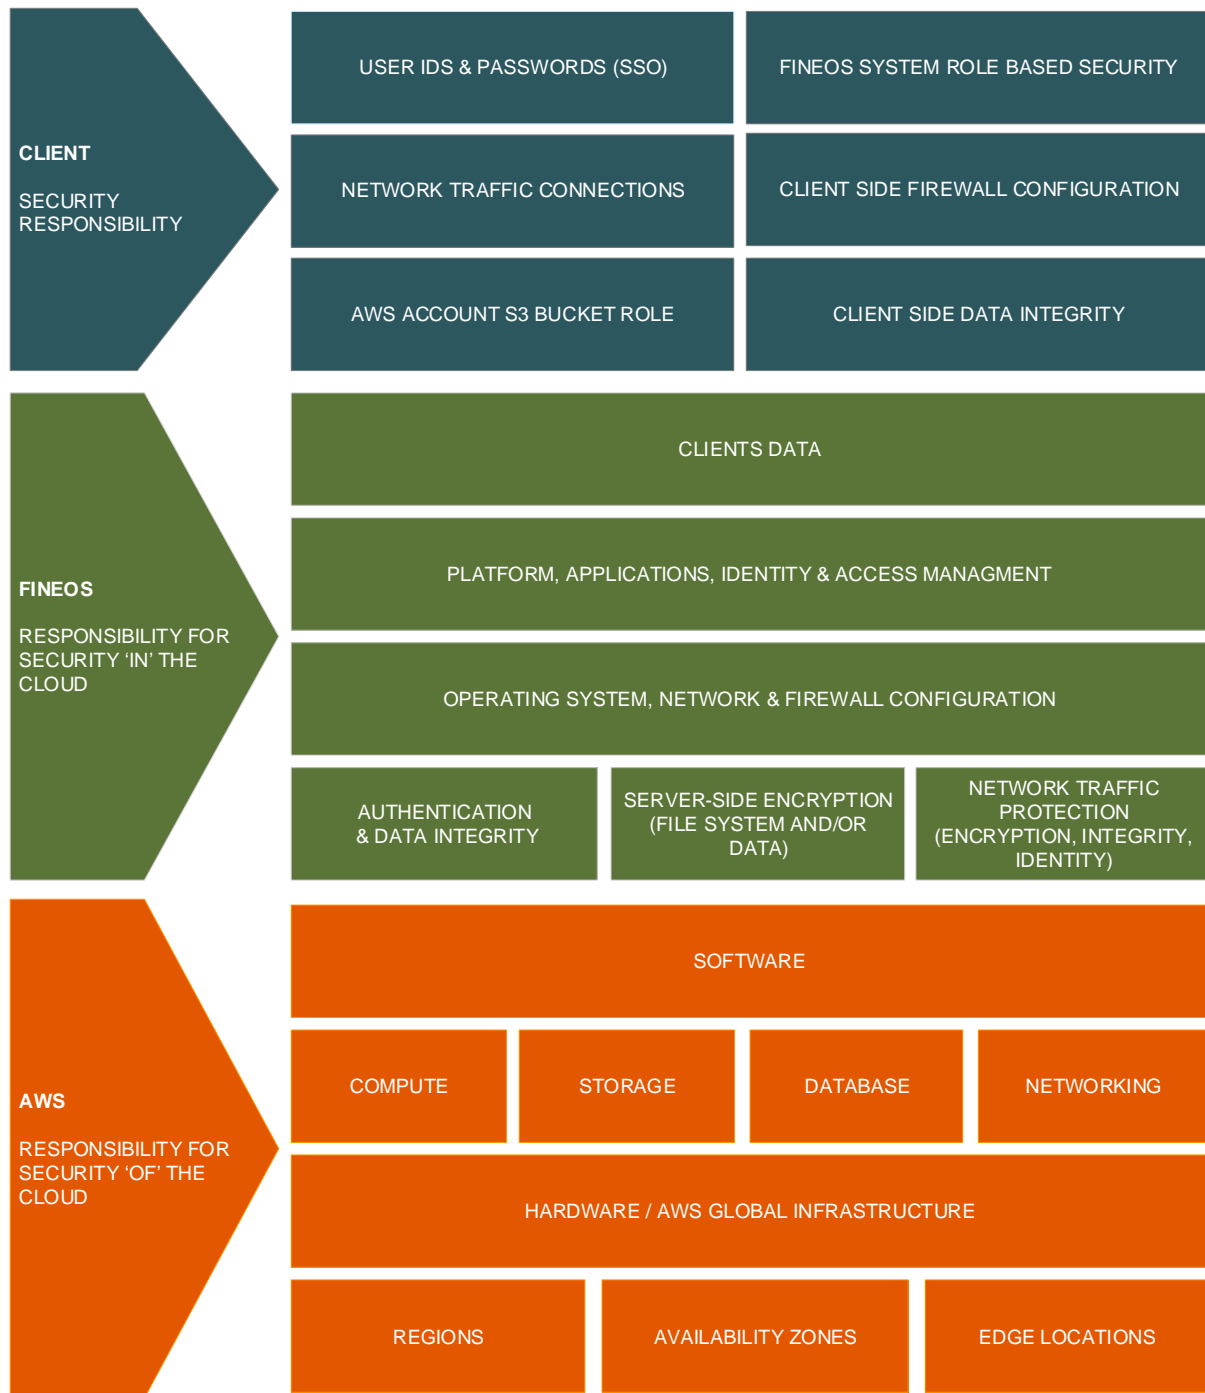 CLIENT
SECURITY
RESPONSIBILITY
USER IDS & PASSWORDS (SSO)
FINEOS SYSTEM ROLE BASED SECURITY
NETWORK TRAFFIC CONNECTIONS
CLIENT SIDE FIREWALL CONFIGURATION
AWS ACCOUNT S3 BUCKET ROLE
CLIENT SIDE DATA INTEGRITY
FINEOS
RESPONSIBILITY FOR
SECURITY ‘IN’ THE
CLOUD
CLIENTS DATA
PLATFORM, APPLICATIONS, IDENTITY & ACCESS MANAGMENT
OPERATING SYSTEM, NETWORK & FIREWALL CONFIGURATION
AUTHENTICATION
& DATA INTEGRITY
SERVER-SIDE ENCRYPTION
(FILE SYSTEM AND/OR
DATA)
NETWORK TRAFFIC
PROTECTION
(ENCRYPTION, INTEGRITY,
IDENTITY)
AWS
RESPONSIBILITY FOR
SECURITY ‘OF’ THE
CLOUD
SOFTWARE
COMPUTE
STORAGE
DATABASE
NETWORKING
HARDWARE / AWS GLOBAL INFRASTRUCTURE
REGIONS
AVAILABILITY ZONES
EDGE LOCATIONS